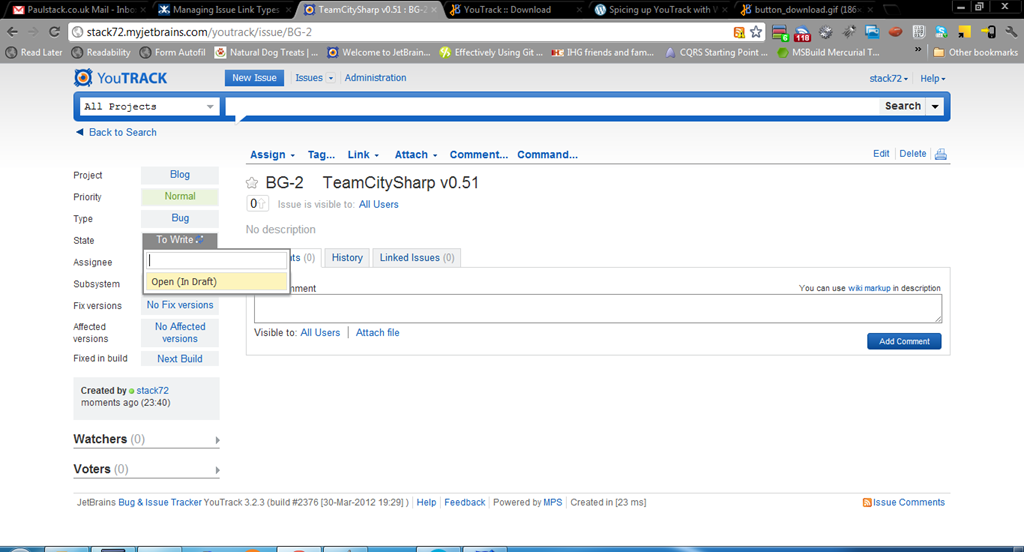 Paulstack.co.uk Mail - Inbo
Managing Issue Link Types
TeamCitySharp v0.51 : BG-2
YouTrack :: Download
Spicing up YouTrack with V
button_download.gif (186×
stack72.myjetbrains.com/youtrack/issue/BG-2
118
Read Later
Readability
Form Autofil
Natural Dog Treats | ...
Welcome to JetBrain...
Effectively Using Git ...
IHG friends and fam...
CQRS Starting Point ...
MSBuild Mercurial T...
»
Other bookmarks
YouTRACK
New Issue
Issues
Administration
stack72
Help
All Projects
Search
Back to Search
Assign
Tag...
Link
Attach
Comment...
Command...
Edit
Delete
Project
Blog
BG-2 TeamCitySharp v0.51
Priority
Normal
0
Issue is visible to: All Users
Type
Bug
No description
State
To Write
Assignee
nts (0)
History
Linked Issues (0)
Subsystem
Open (In Draft)
mment
You can use wiki markup in description
Fix versions
No Fix versions
Affected
versions
No Affected
versions
Visible to: All Users
Attach file
Add Comment
Fixed in build
Next Build
Created by stack72
moments ago (23:40)
Watchers (0)
Voters (0)
JetBrains Bug & Issue Tracker YouTrack 3.2.3 (build #2376 [30-Mar-2012 19:29] ) | Help | Feedback | Powered by MPS | Created in [23 ms]
Issue Comments